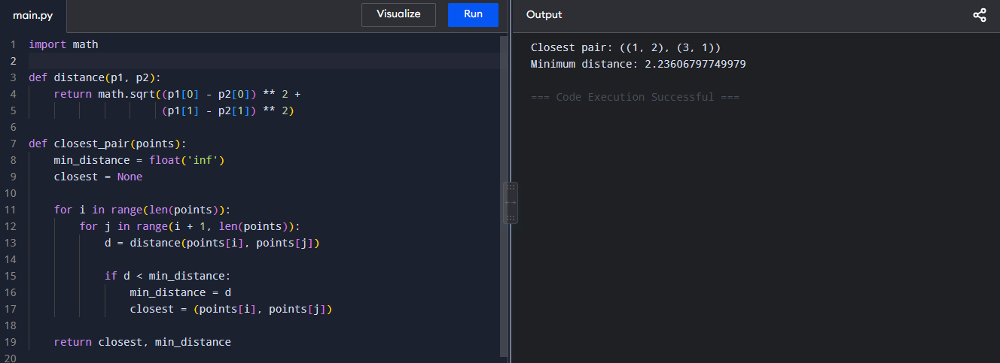 main.py
Visualize
Run
Output
1 import math
2
3 def distance(p1, p2):
4     return math.sqrt((p1[0] - p2[0]) ** 2 +
5                      (p1[1] - p2[1]) ** 2)
6
7 def closest_pair(points):
8     min_distance = float('inf')
9     closest = None
10
11     for i in range(len(points)):
12         for j in range(i + 1, len(points)):
13             d = distance(points[i], points[j])
14
15             if d < min_distance:
16                 min_distance = d
17                 closest = (points[i], points[j])
18
19     return closest, min_distance
20
Closest pair: ((1, 2), (3, 1))
Minimum distance: 2.23606797749979
=== Code Execution Successful ===